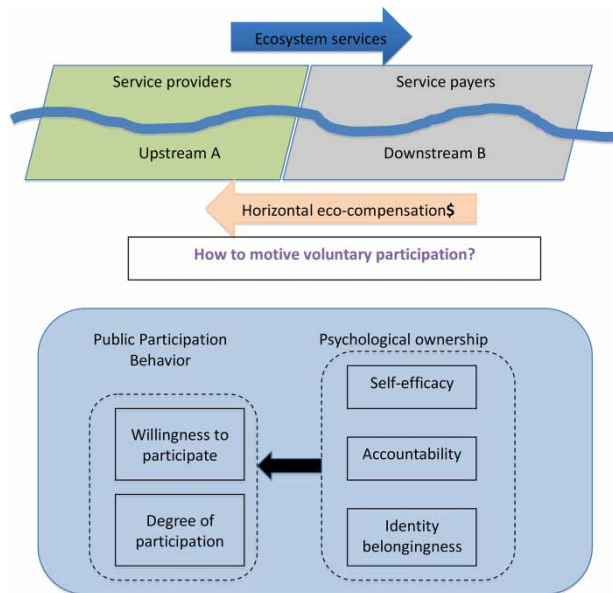 Ecosystem services
Service providers
Service payers
Upstream A
Downstream B
Horizontal eco-compensation$
How to motive voluntary participation?
Public Participation
Behavior
Psychological ownership
Self-efficacy
Willingness to
participate
Accountability
Degree of
participation
Identity
belongingness